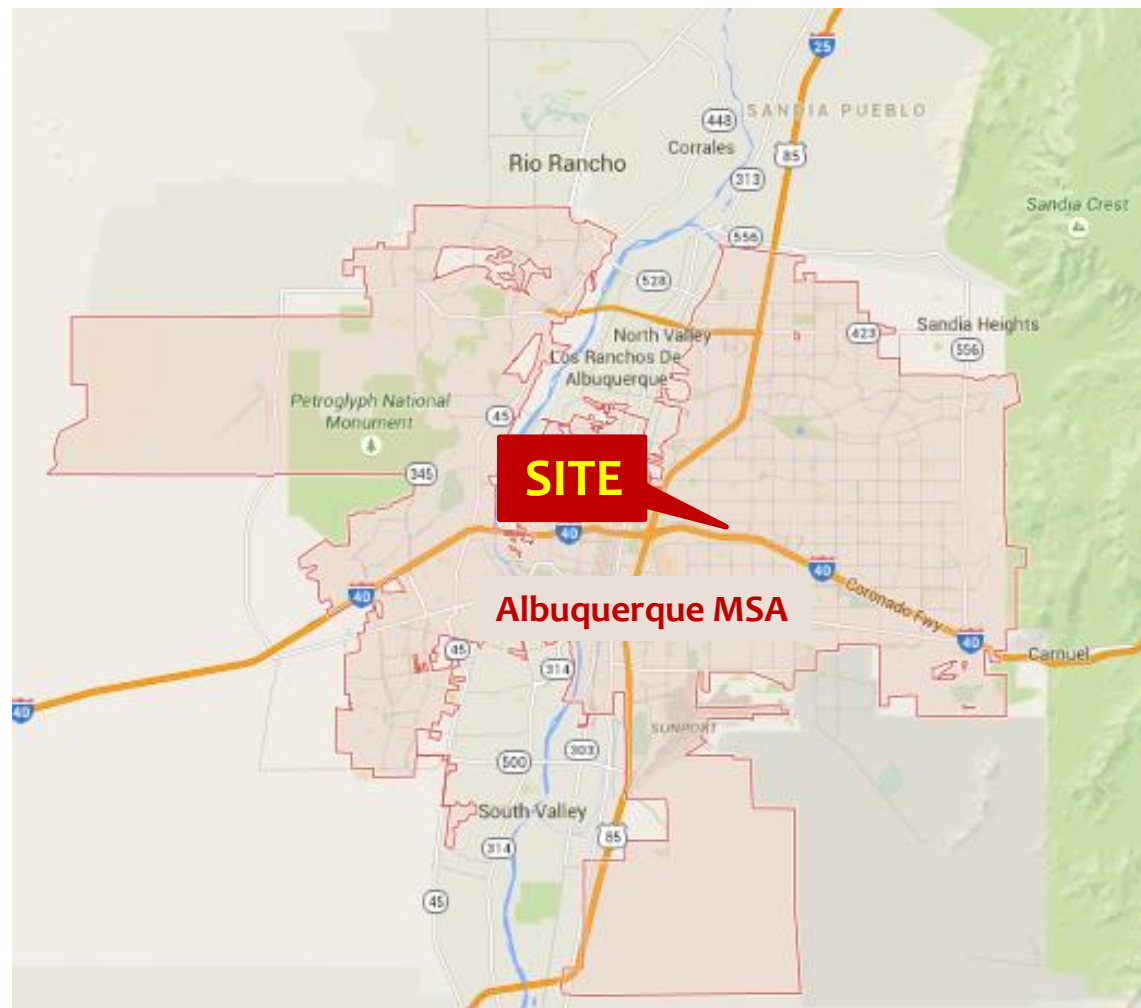 25
SANDIA PUEBLO
448
Corrales
85
Rio Rancho
313
Sandia Crest
556
528
North Valley
423
Sandia Heights
556
Los Ranchos De
Albuquerque
Petroglyph National
Monument
45
345
SITE
40
40
40
Coronado Fwy
Albuquerque MSA
40
45
314
Carnuel
40
SUNPORT
303
500
South Valley
85
314
45